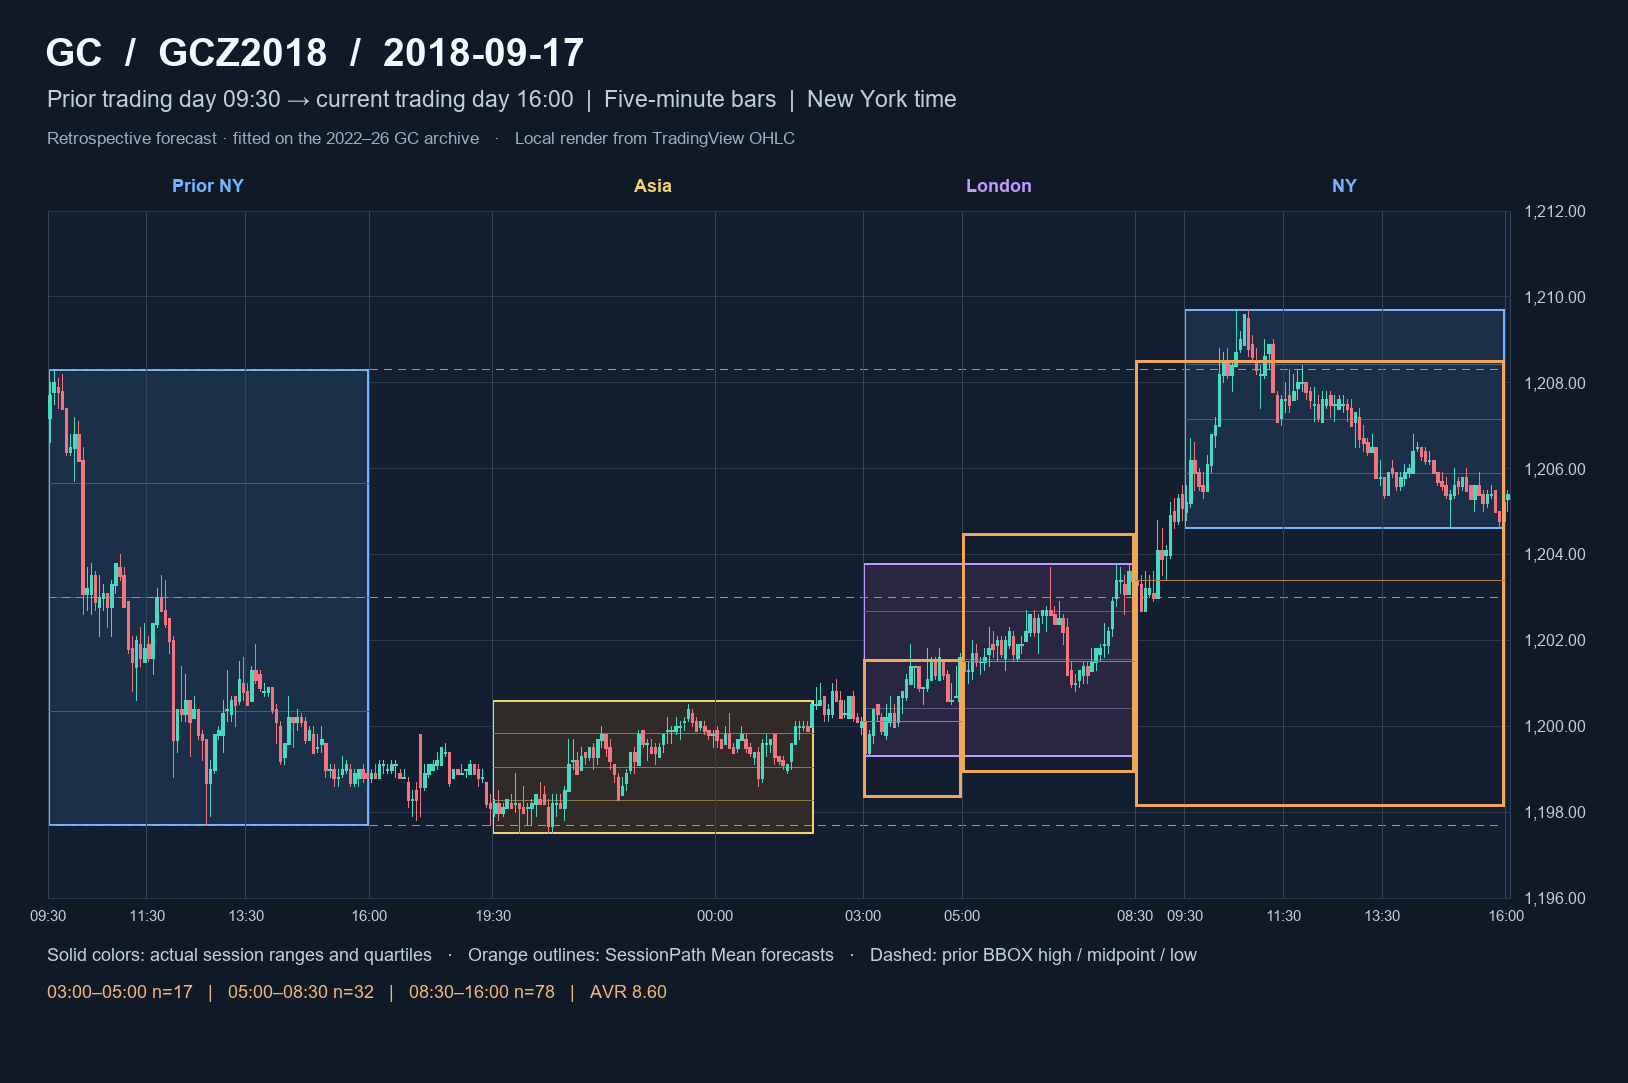 GC / GCZ2018 / 2018-09-17
Prior trading day 09:30 → current trading day 16:00 | Five-minute bars | New York time
Retrospective forecast · fitted on the 2022–26 GC archive · Local render from TradingView OHLC
Prior NY Asia London NY
1,212.00
1,210.00
1,208.00
1,206.00
1,204.00
1,202.00
1,200.00
1,198.00
1,196.00
09:30 11:30 13:30 16:00 19:30 00:00 03:00 05:00 08:30 09:30 11:30 13:30 16:00
Solid colors: actual session ranges and quartiles · Orange outlines: SessionPath Mean forecasts · Dashed: prior BBOX high / midpoint / low
03:00–05:00 n=17 | 05:00–08:30 n=32 | 08:30–16:00 n=78 | AVR 8.60